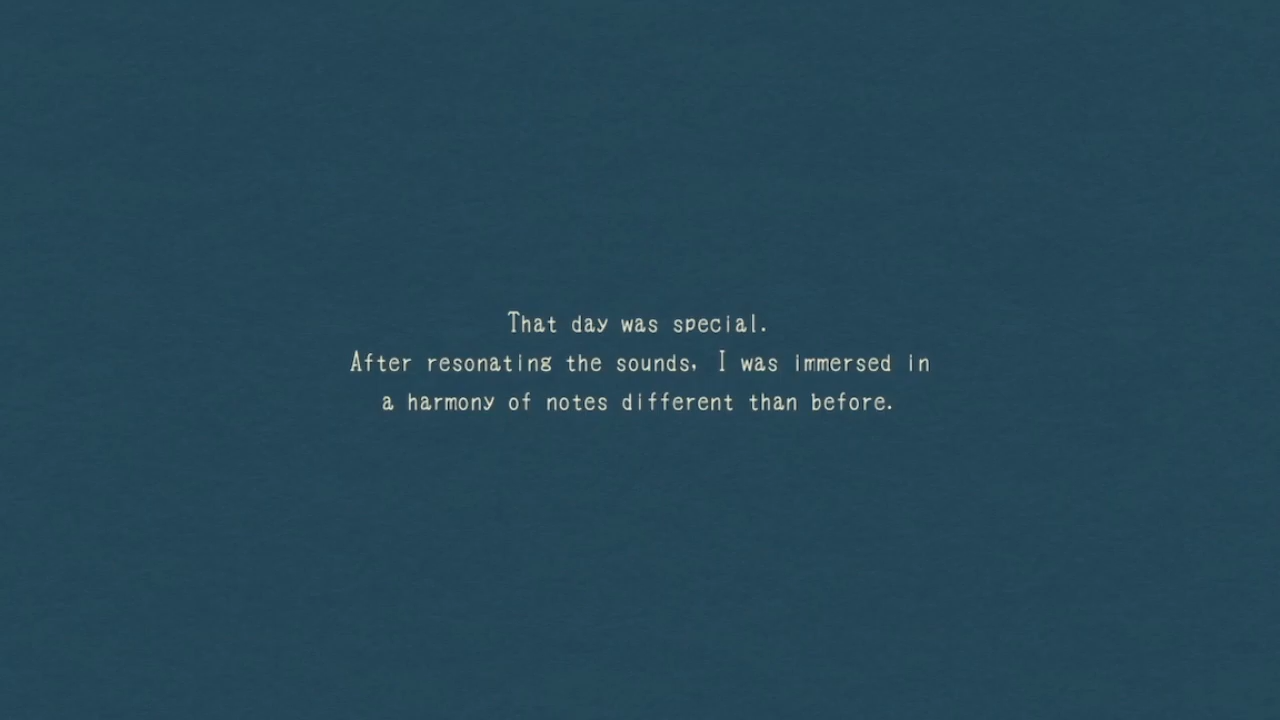 That day was special.
After resonating the sounds, I was immersed in
a harmony of notes different than before.